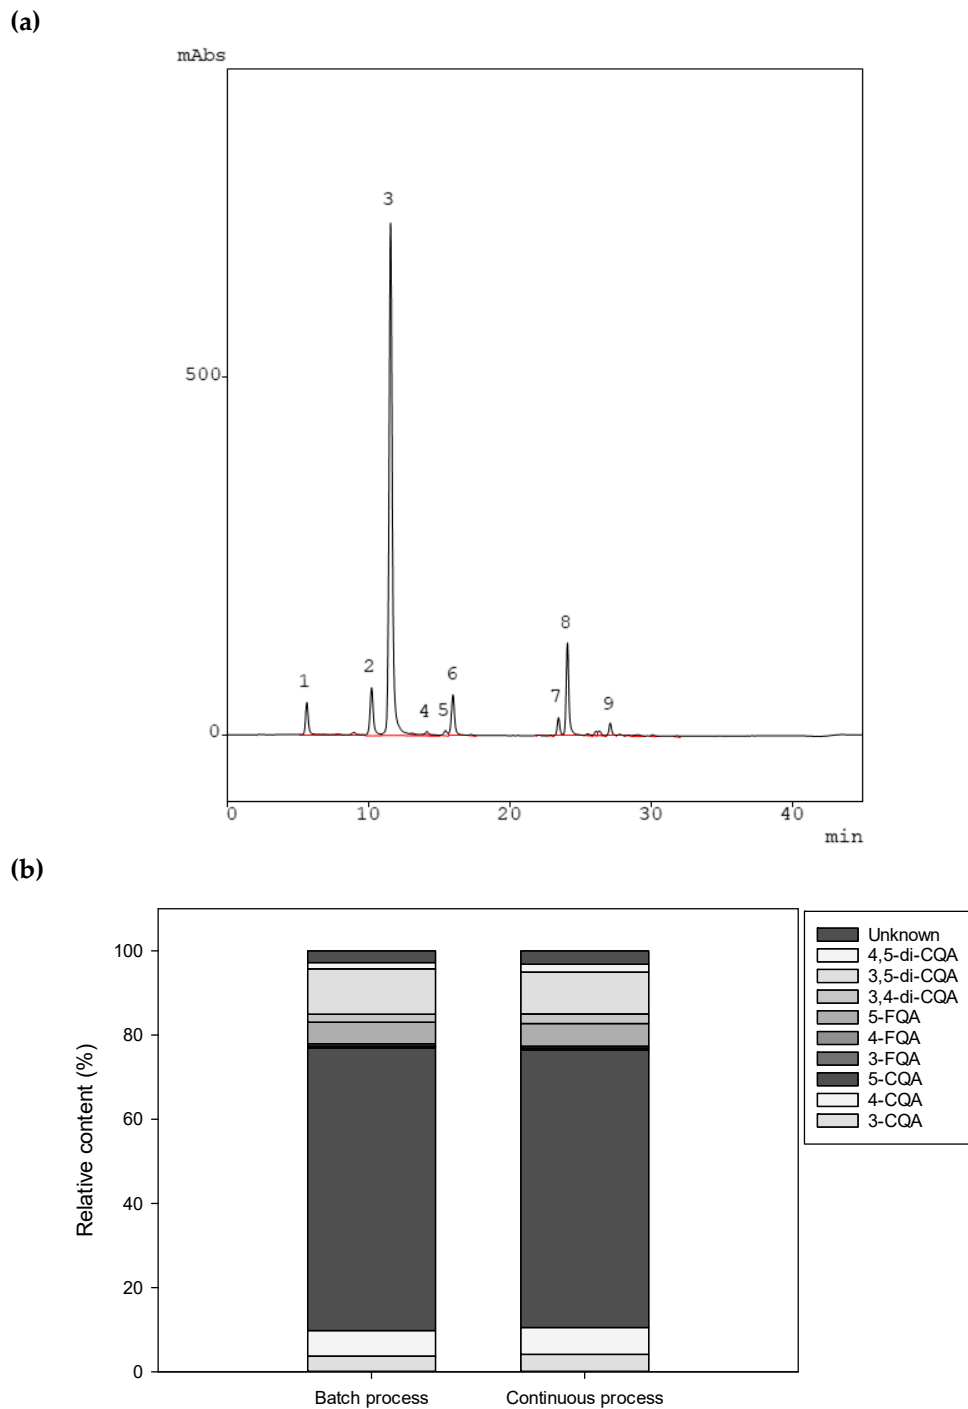 (a)
mAbs
3
500
8
2
1
6
7
9
4
5
0
0
10
20
30
40
min
(b)
100
80
60
40
20
0
Relative content (%)
Batch process
Continuous process
Unknown
4,5-di-CQA
3,5-di-CQA
3,4-di-CQA
5-FQA
4-FQA
3-FQA
5-CQA
4-CQA
3-CQA